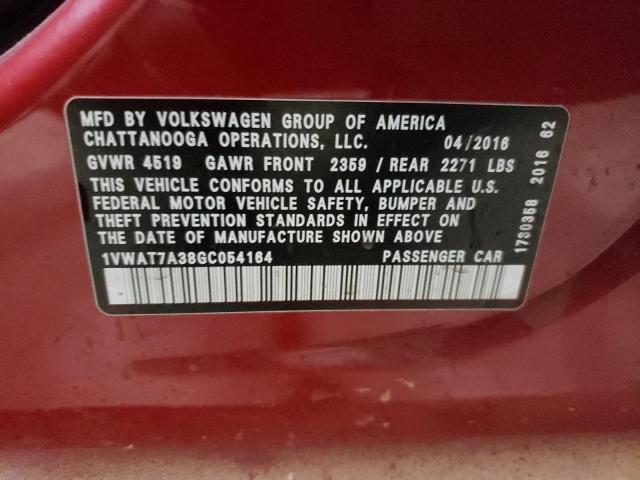 MFD BY VOLKSWAGEN GROUP OF AMERICA
CHATTANOOGA OPERATIONS, LLC. 04/2016
GVWR 4519 GAWR FRONT 2359 / REAR 2271 LBS
THIS VEHICLE CONFORMS TO ALL APPLICABLE U.S.
FEDERAL MOTOR VEHICLE SAFETY, BUMPER AND
THEFT PREVENTION STANDARDS IN EFFECT ON
THE DATE OF MANUFACTURE SHOWN ABOVE
1VWAT7A38GC054164 PASSENGER CAR
1730358 2016 62